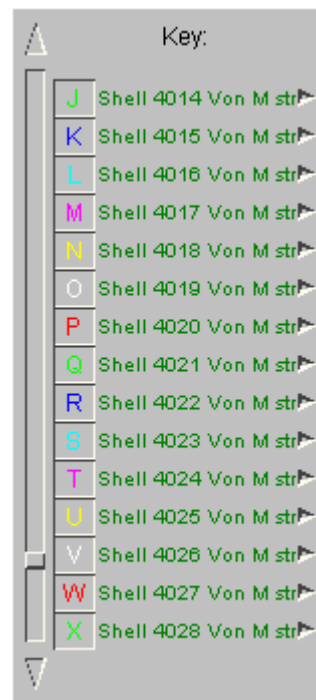 Key:
J Shell 4014 Von M str
K Shell 4015 Von M str
L Shell 4016 Von M str
M Shell 4017 Von M str
N Shell 4018 Von M str
O Shell 4019 Von M str
P Shell 4020 Von M str
Q Shell 4021 Von M str
R Shell 4022 Von M str
S Shell 4023 Von M str
T Shell 4024 Von M str
U Shell 4025 Von M str
V Shell 4026 Von M str
W Shell 4027 Von M str
X Shell 4028 Von M str